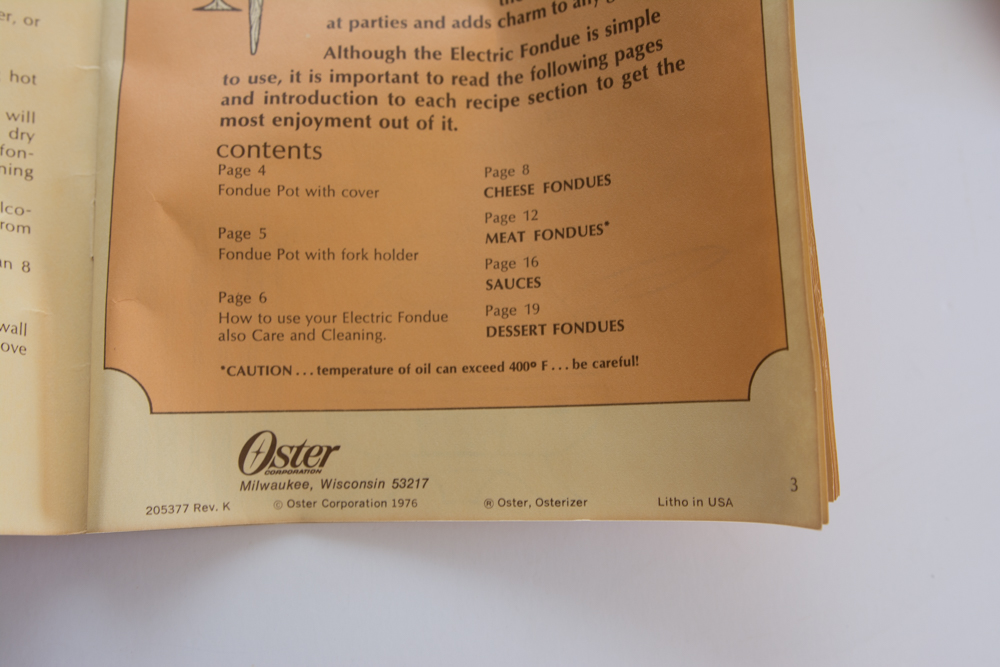 er, or
hot
will
dry
fon-
ning
lco-
rom
an 8
wall
ove
at parties and adds charm to any
Although the Electric Fondue is simple
to use, it is important to read the following pages
and introduction to each recipe section to get the
most enjoyment out of it.
contents
Page 4
Fondue Pot with cover
Page 5
Fondue Pot with fork holder
Page 6
How to use your Electric Fondue
also Care and Cleaning.
Page 8
CHEESE FONDUES
Page 12
MEAT FONDUES*
Page 16
SAUCES
Page 19
DESSERT FONDUES
*CAUTION...temperature of oil can exceed 400º F...be careful!
Oster
CORPORATION
Milwaukee, Wisconsin 53217
205377 Rev. K © Oster Corporation 1976 ® Oster, Osterizer Litho in USA
3